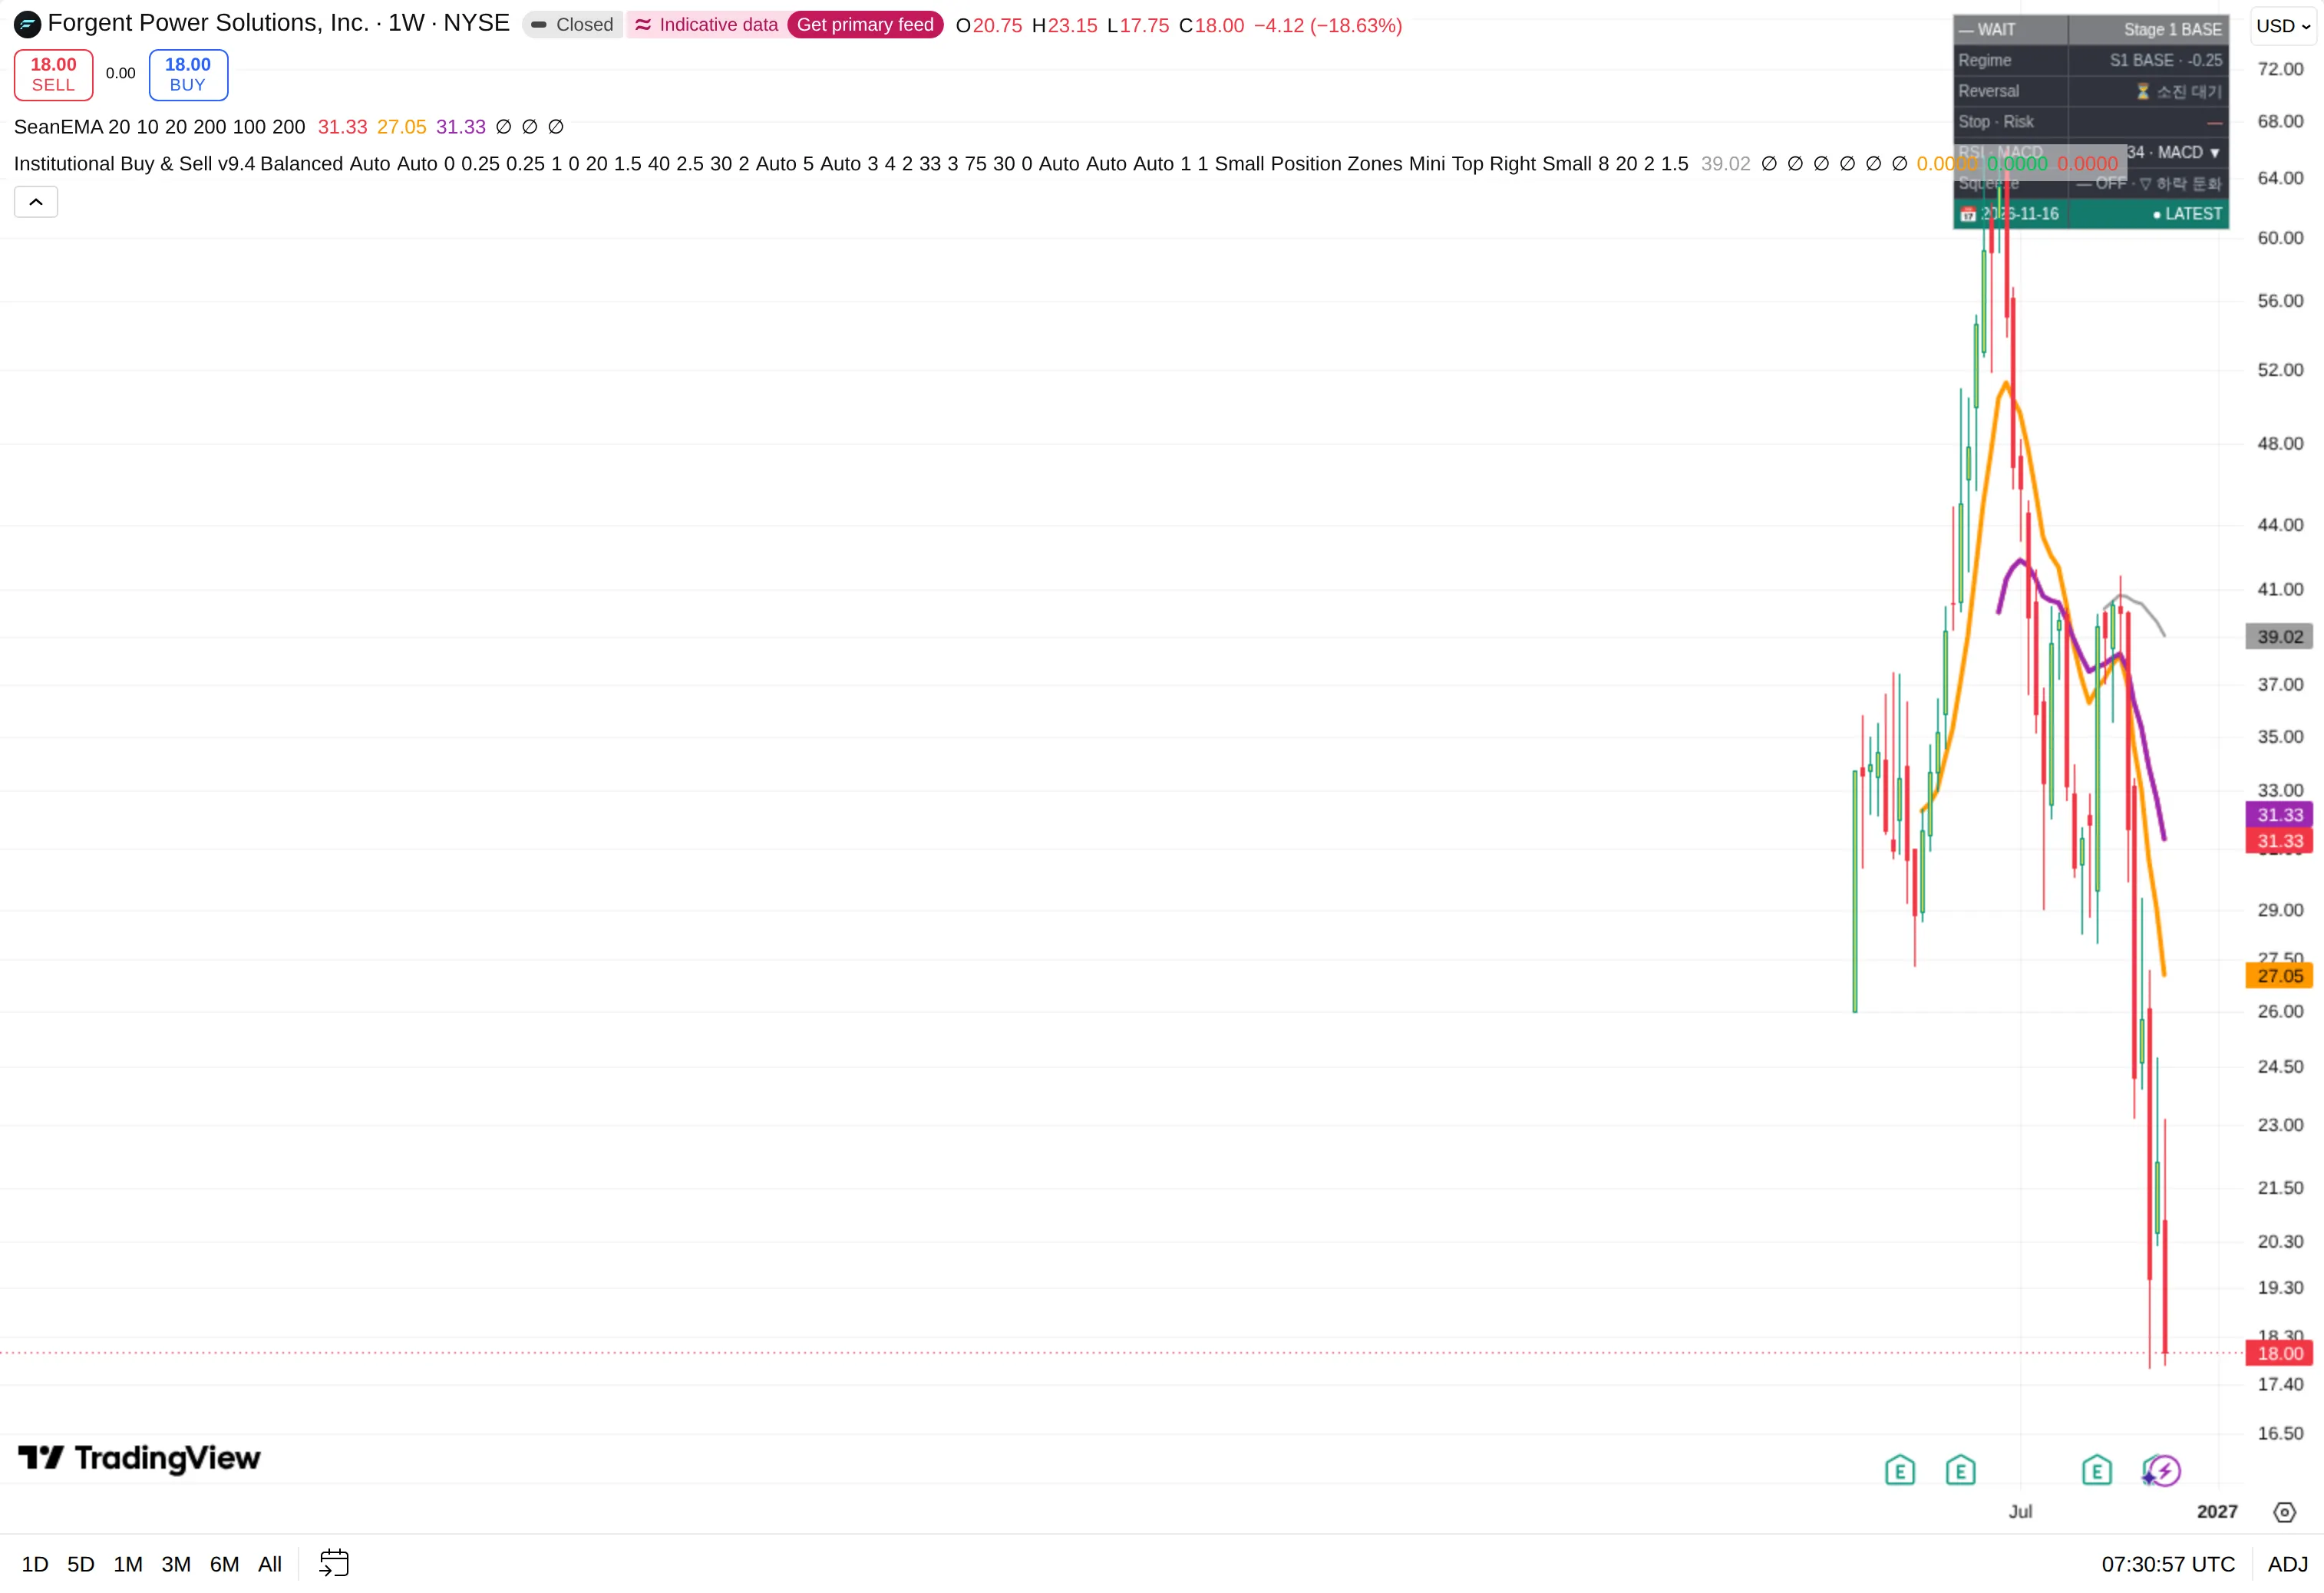 Forgent Power Solutions, Inc. · 1W · NYSE Closed Indicative data Get primary feed O20.75 H23.15 L17.75 C18.00 −4.12 (−18.63%)
18.00 SELL 0.00 18.00 BUY
SeanEMA 20 10 20 200 100 200 31.33 27.05 31.33 ∅ ∅ ∅
Institutional Buy & Sell v9.4 Balanced Auto Auto 0 0.25 0.25 1 0 20 1.5 40 2.5 30 2 Auto 5 Auto 3 4 2 33 3 75 30 0 Auto Auto Auto 1 1 Small Position Zones Mini Top Right Small 8 20 2 1.5 39.02 ∅ ∅ ∅ ∅ ∅ ∅ 0.0000 0.0000 0.0000
— WAIT Stage 1 BASE
Regime S1 BASE · -0.25
Reversal ⏳ 소진 대기
Stop · Risk —
RSI · MACD 34 · MACD ▼
Squeeze — OFF · ▽ 하락 둔화
2026-11-16 ● LATEST
USD
72.00
68.00
64.00
60.00
56.00
52.00
48.00
44.00
41.00
39.02
37.00
35.00
33.00
31.33
31.33
29.00
27.50
27.05
26.00
24.50
23.00
21.50
20.30
19.30
18.30
18.00
17.40
16.50
TradingView
E E E
Jul 2027
1D 5D 1M 3M 6M All 07:30:57 UTC ADJ